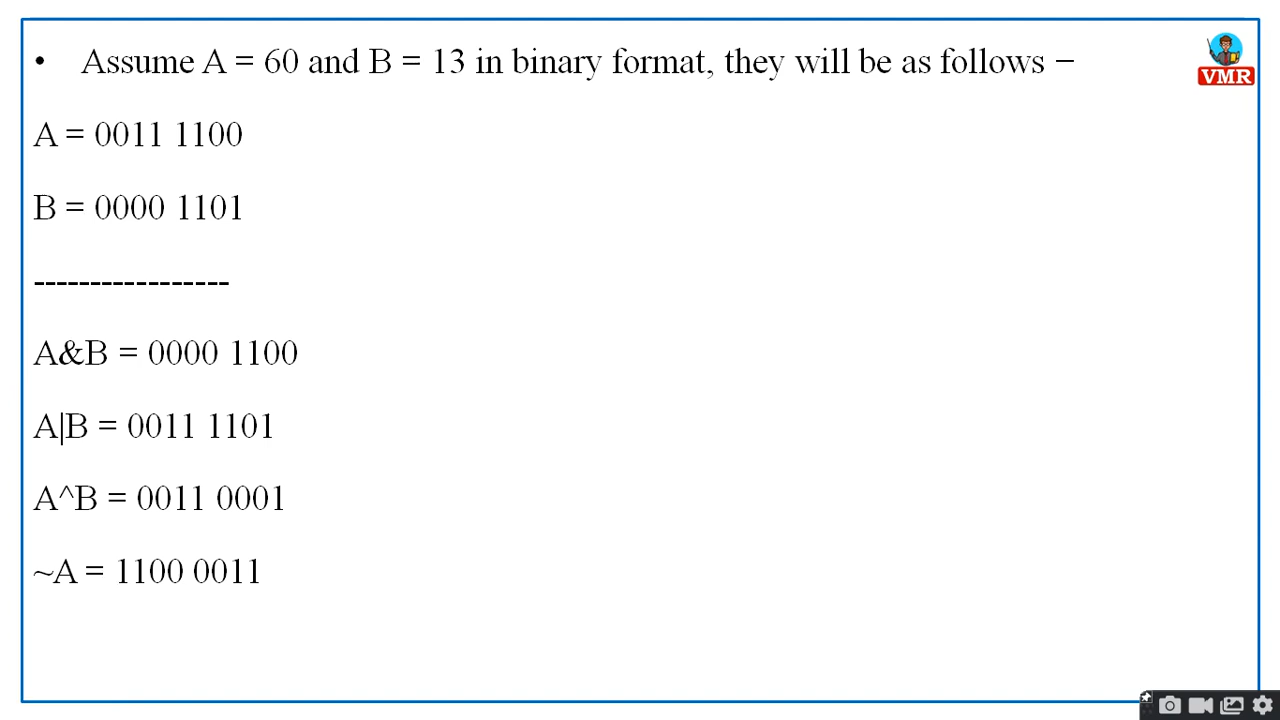 • Assume A = 60 and B = 13 in binary format, they will be as follows −
VMR
A = 0011 1100
B = 0000 1101
-----------------
A&B = 0000 1100
A|B = 0011 1101
A^B = 0011 0001
~A = 1100 0011